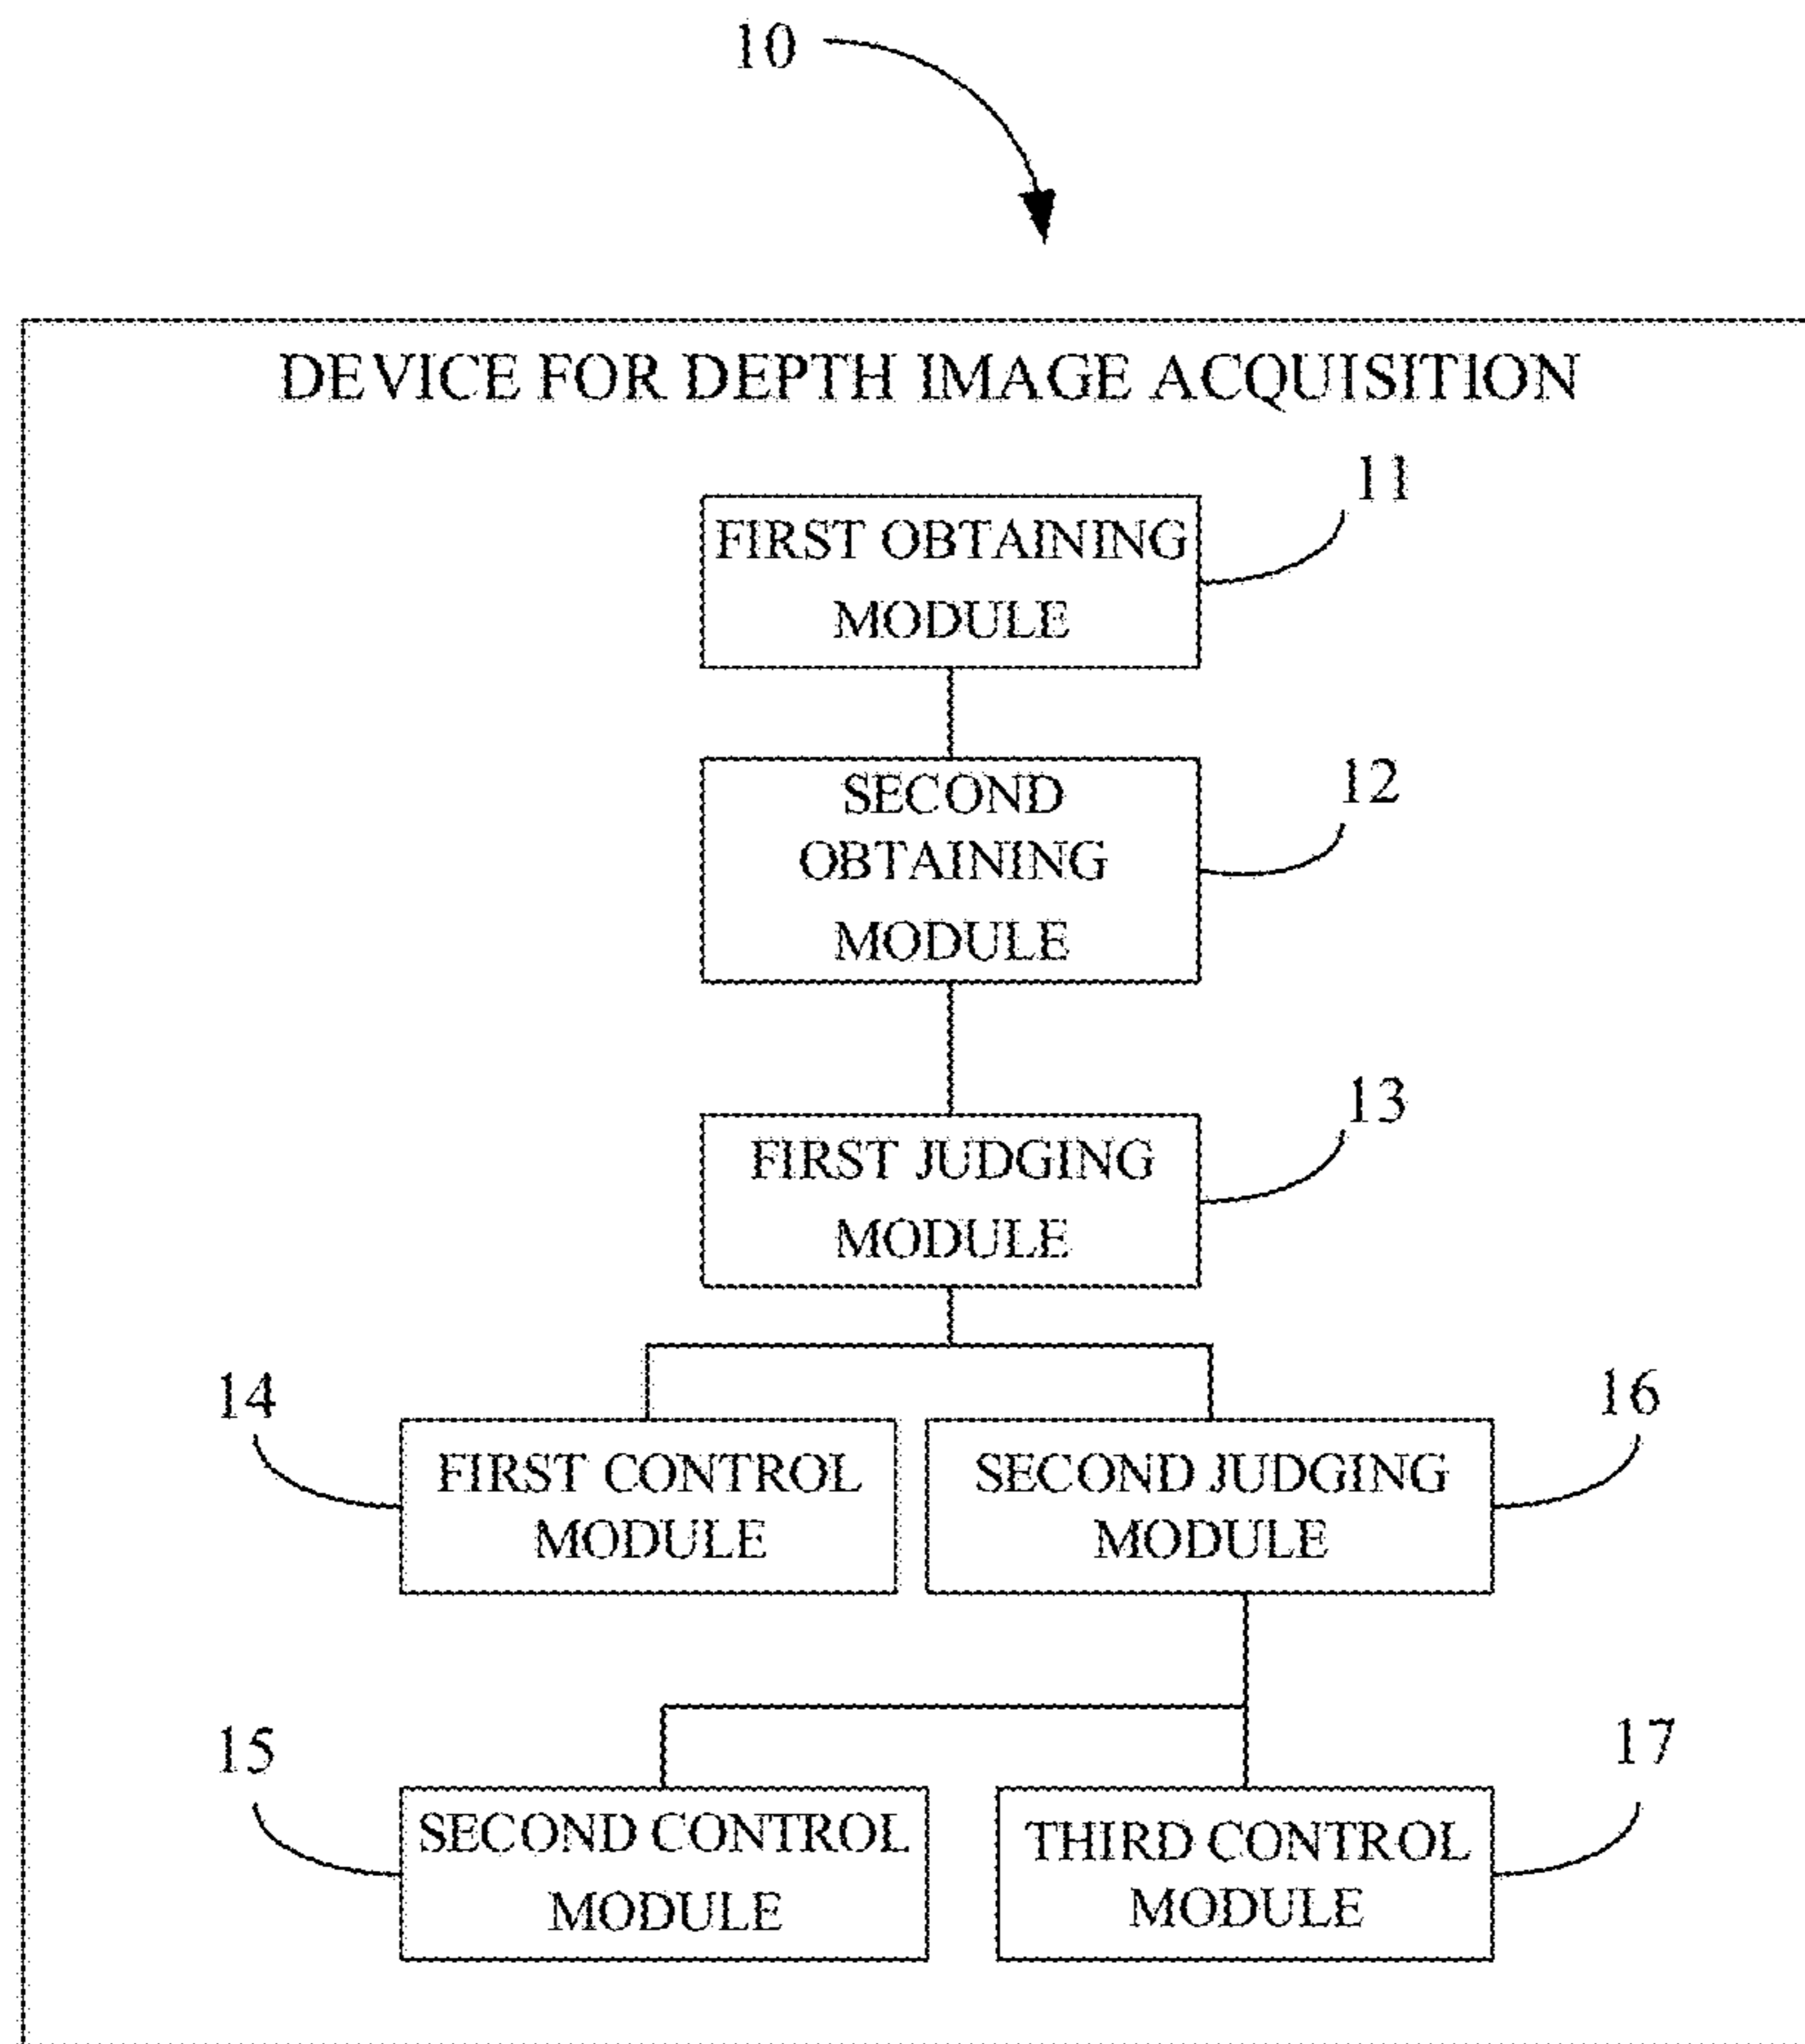 10
DEVICE FOR DEPTH IMAGE ACQUISITION
11
FIRST OBTAINING
MODULE
12
SECOND
OBTAINING
MODULE
13
FIRST JUDGING
MODULE
14
FIRST CONTROL
MODULE
16
SECOND JUDGING
MODULE
15
SECOND CONTROL
MODULE
17
THIRD CONTROL
MODULE